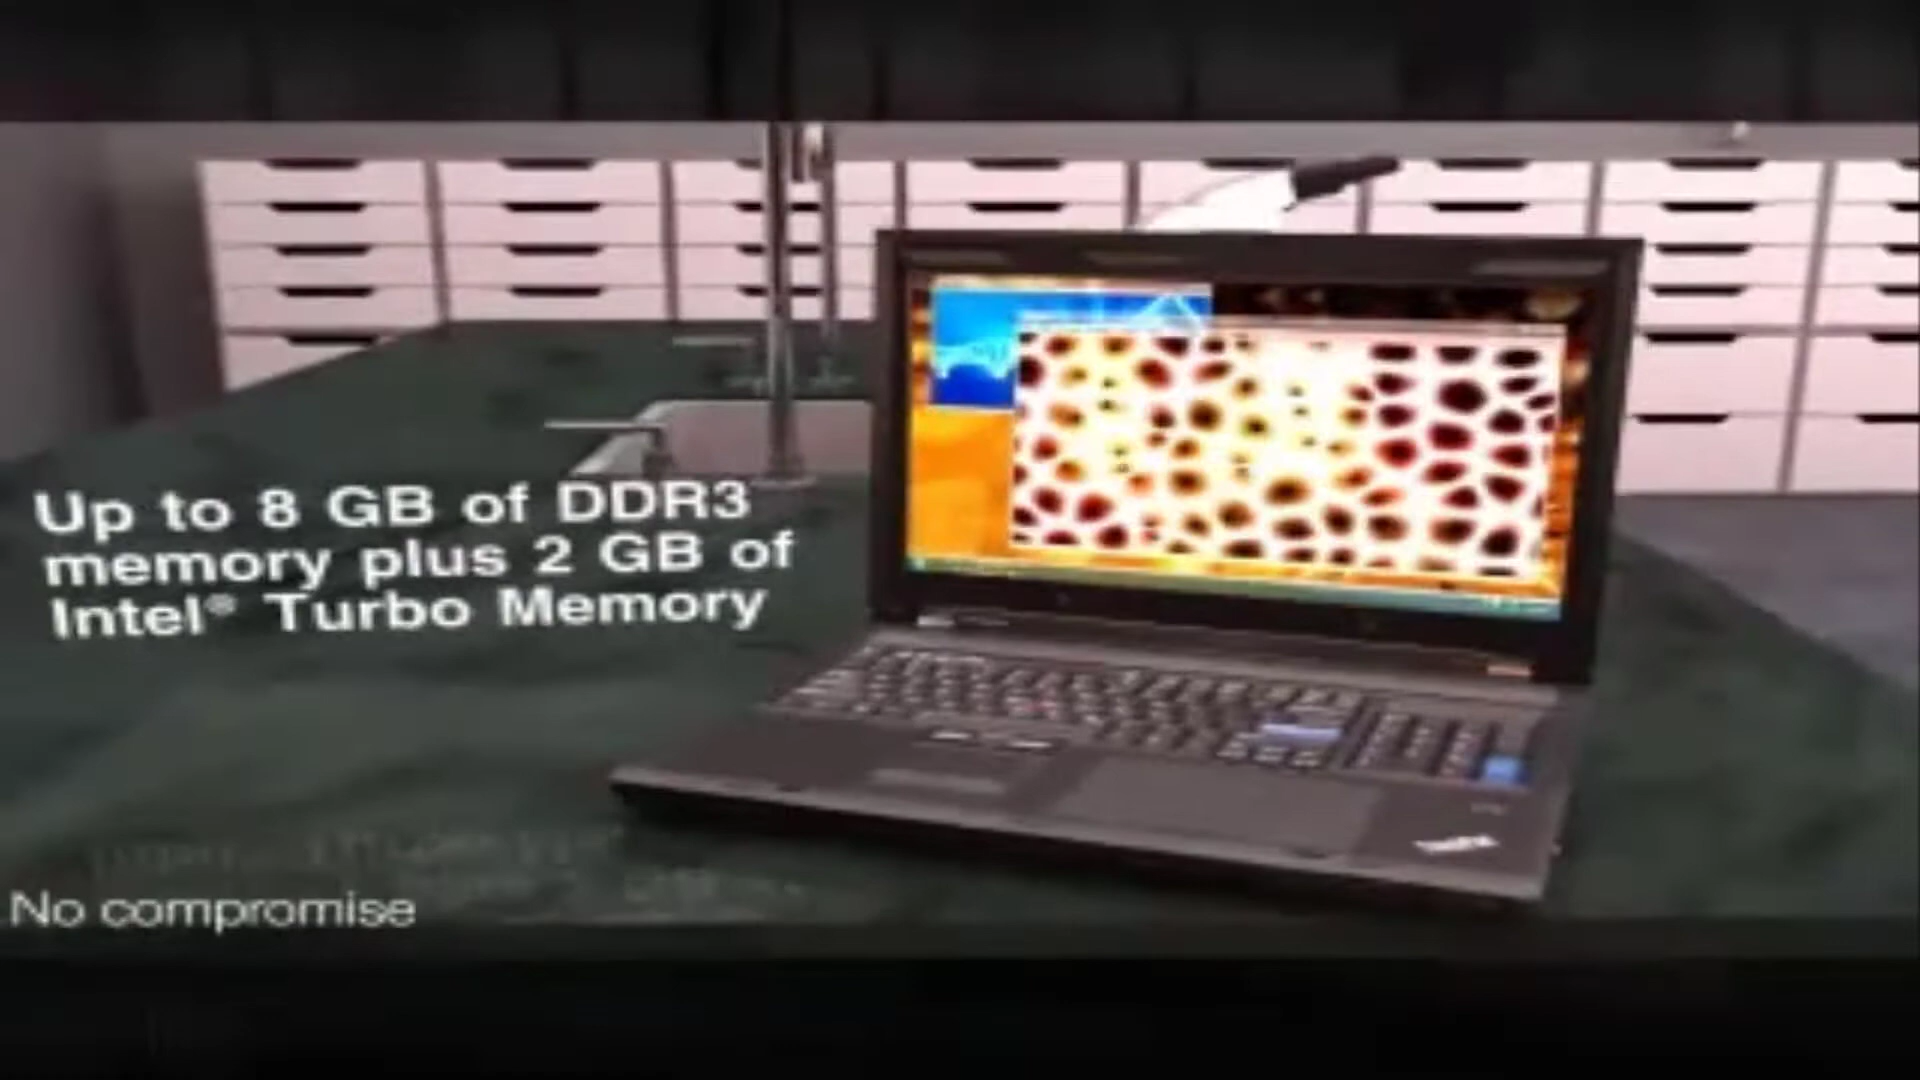 Up to 8 GB of DDR3
memory plus 2 GB of
Intel® Turbo Memory
No compromise